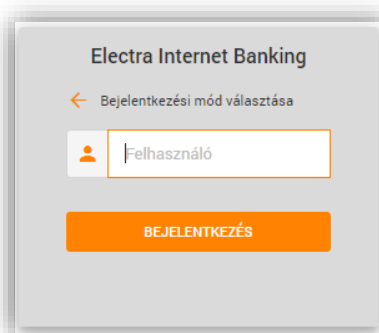 Electra Internet Banking
Bejelentkezési mód választása
Felhasználó
BEJELENTKEZÉS